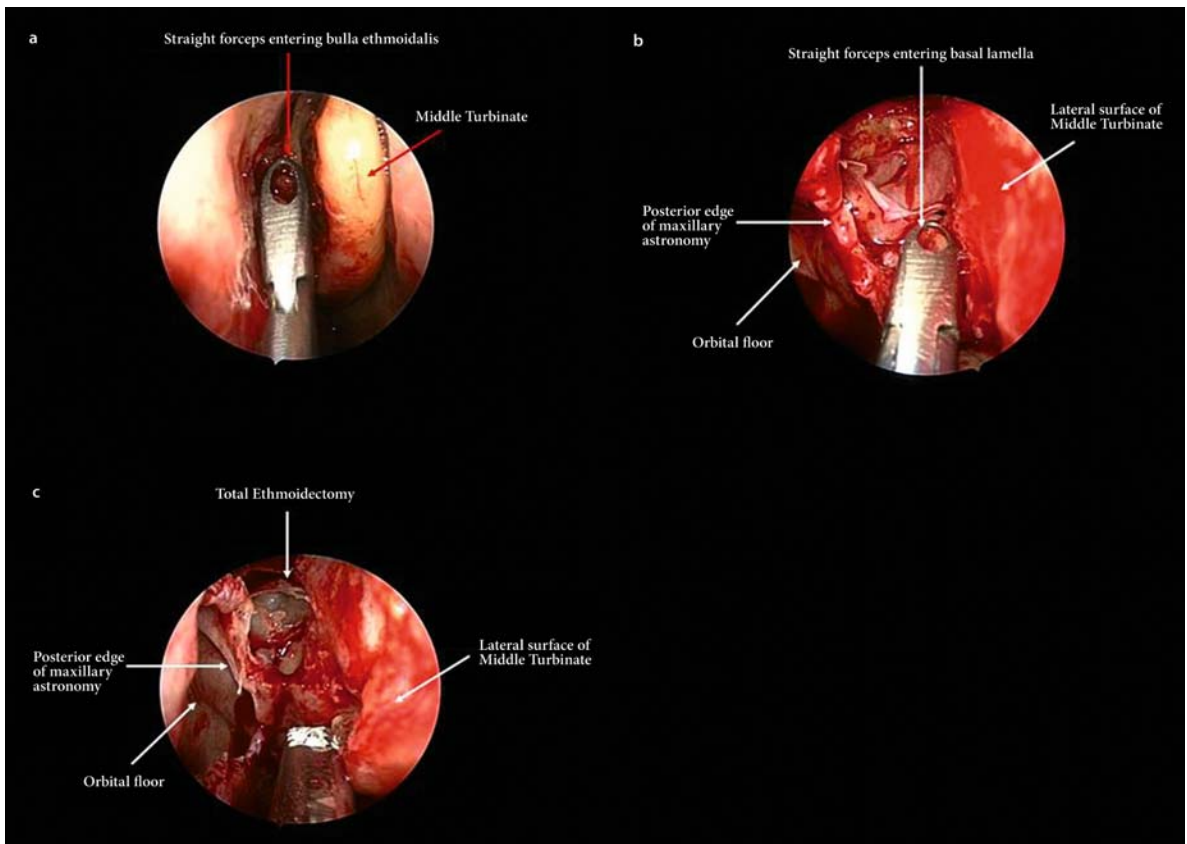 a
Straight forceps entering bulla ethmoidalis
Middle Turbinate
b
Straight forceps entering basal lamella
Lateral surface of
Middle Turbinate
Posterior edge
of maxillary
astronomy
Orbital floor
c
Total Ethmoidectomy
Posterior edge
of maxillary
astronomy
Lateral surface of
Middle Turbinate
Orbital floor